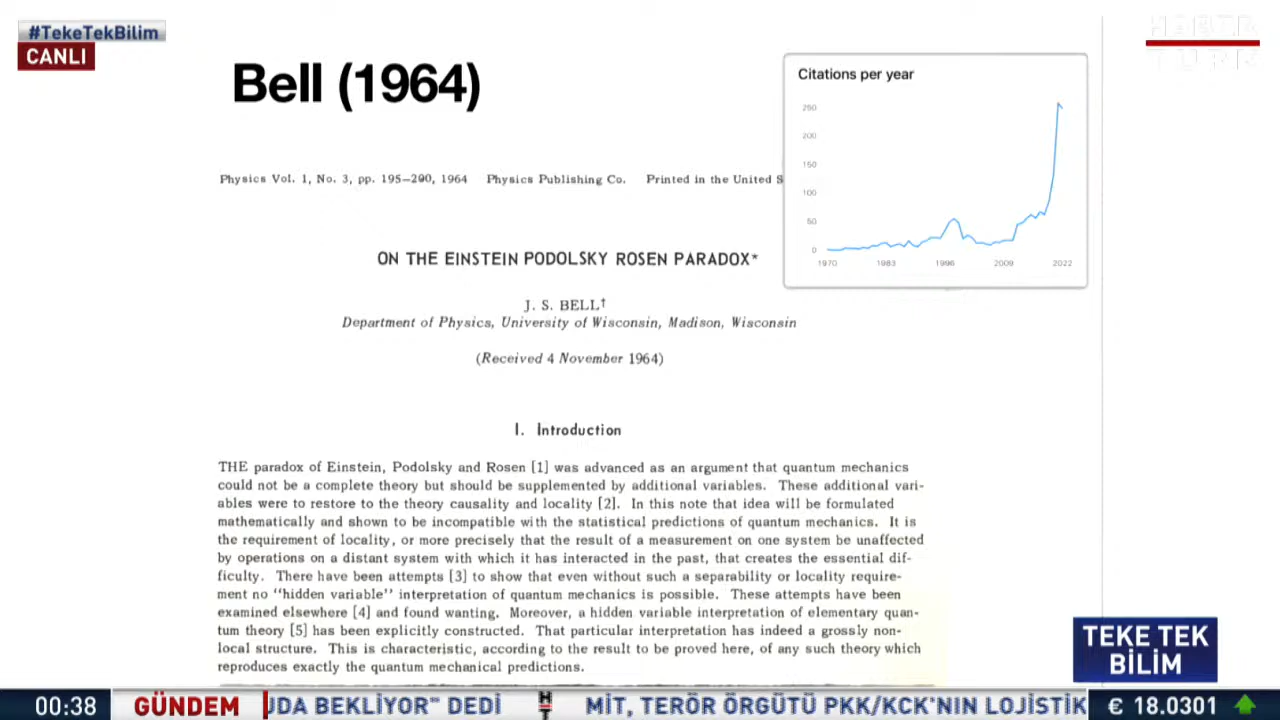 #TekeTekBilim
CANLI
HABER
TÜRK
Bell (1964)
Citations per year
250
200
150
100
50
0
1970 1983 1996 2009 2022
Physics Vol. 1, No. 3, pp. 195—200, 1964 Physics Publishing Co. Printed in the United S
ON THE EINSTEIN PODOLSKY ROSEN PARADOX*
J. S. BELL†
Department of Physics, University of Wisconsin, Madison, Wisconsin
(Received 4 November 1964)
I. Introduction
THE paradox of Einstein, Podolsky and Rosen [1] was advanced as an argument that quantum mechanics
could not be a complete theory but should be supplemented by additional variables. These additional vari-
ables were to restore to the theory causality and locality [2]. In this note that idea will be formulated
mathematically and shown to be incompatible with the statistical predictions of quantum mechanics. It is
the requirement of locality, or more precisely that the result of a measurement on one system be unaffected
by operations on a distant system with which it has interacted in the past, that creates the essential dif-
ficulty. There have been attempts [3] to show that even without such a separability or locality require-
ment no "hidden variable" interpretation of quantum mechanics is possible. These attempts have been
examined elsewhere [4] and found wanting. Moreover, a hidden variable interpretation of elementary quan-
tum theory [5] has been explicitly constructed. That particular interpretation has indeed a grossly non-
local structure. This is characteristic, according to the result to be proved here, of any such theory which
reproduces exactly the quantum mechanical predictions.
TEKE TEK
BİLİM
00:38 GÜNDEM UDA BEKLİYOR" DEDİ H MİT, TERÖR ÖRGÜTÜ PKK/KCK'NIN LOJİSTİK € 18.0301